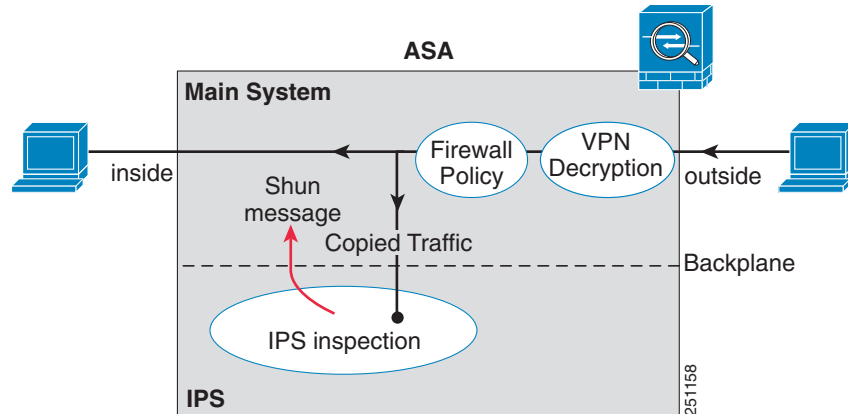 ASA
Main System
VPN
Decryption
Firewall
Policy
inside
outside
Shun
message
Copied Traffic
Backplane
IPS inspection
IPS
251158